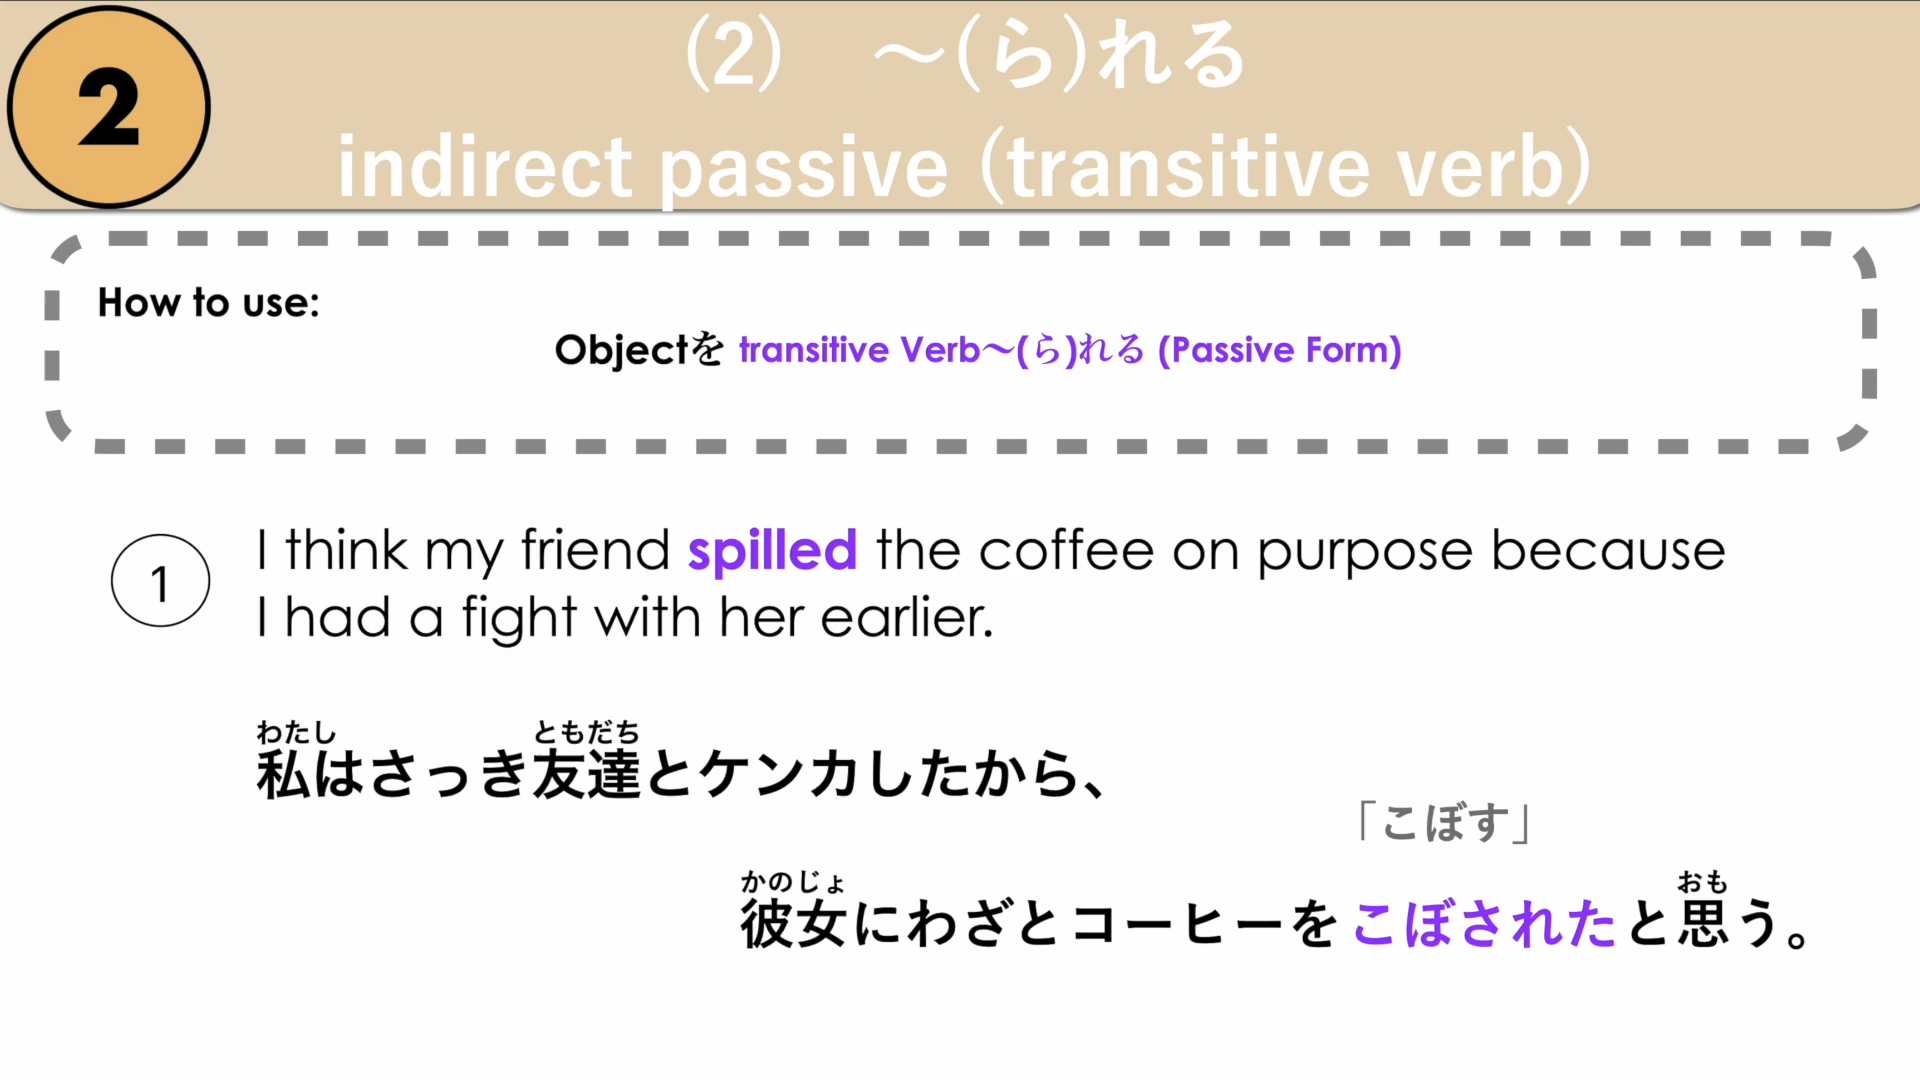 2
(2) ～(ら)れる
indirect passive (transitive verb)
How to use:
Objectを transitive Verb～(ら)れる (Passive Form)
1
I think my friend spilled the coffee on purpose because
I had a fight with her earlier.
わたし ともだち
私はさっき友達とケンカしたから、
「こぼす」
かのじょ おも
彼女にわざとコーヒーをこぼされたと思う。